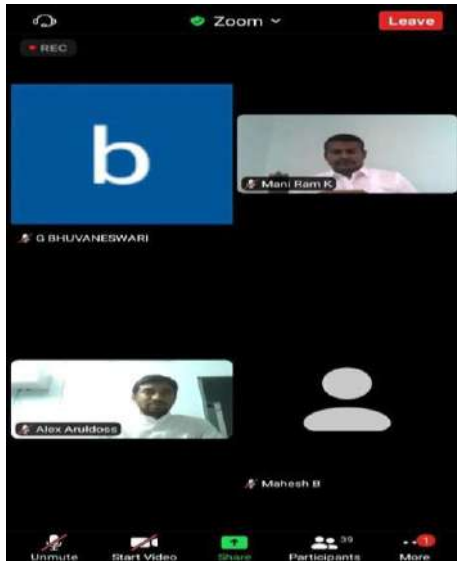 Zoom
Leave
REC
b
Mani Ram K
G BHUVANESWARI
Alex Aruldoss
Mahesh B
39
1
Unmute
Start Video
Share
Participants
More